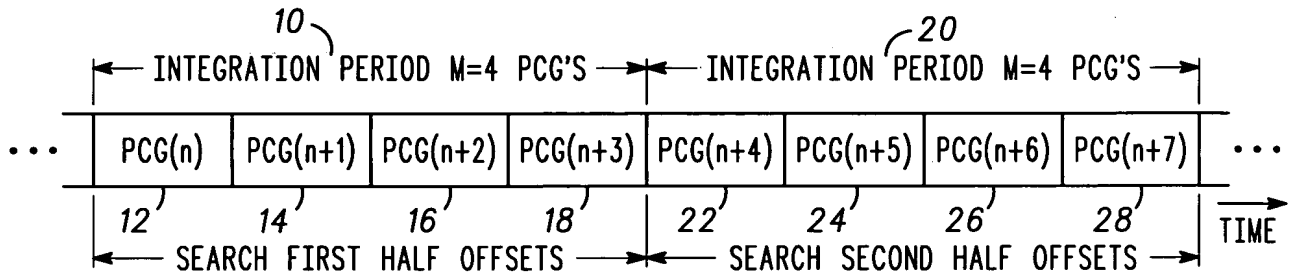 10 20
INTEGRATION PERIOD M=4 PCG'S INTEGRATION PERIOD M=4 PCG'S
••• PCG(n) PCG(n+1) PCG(n+2) PCG(n+3) PCG(n+4) PCG(n+5) PCG(n+6) PCG(n+7) •••
12 14 16 18 22 24 26 28 TIME
SEARCH FIRST HALF OFFSETS SEARCH SECOND HALF OFFSETS